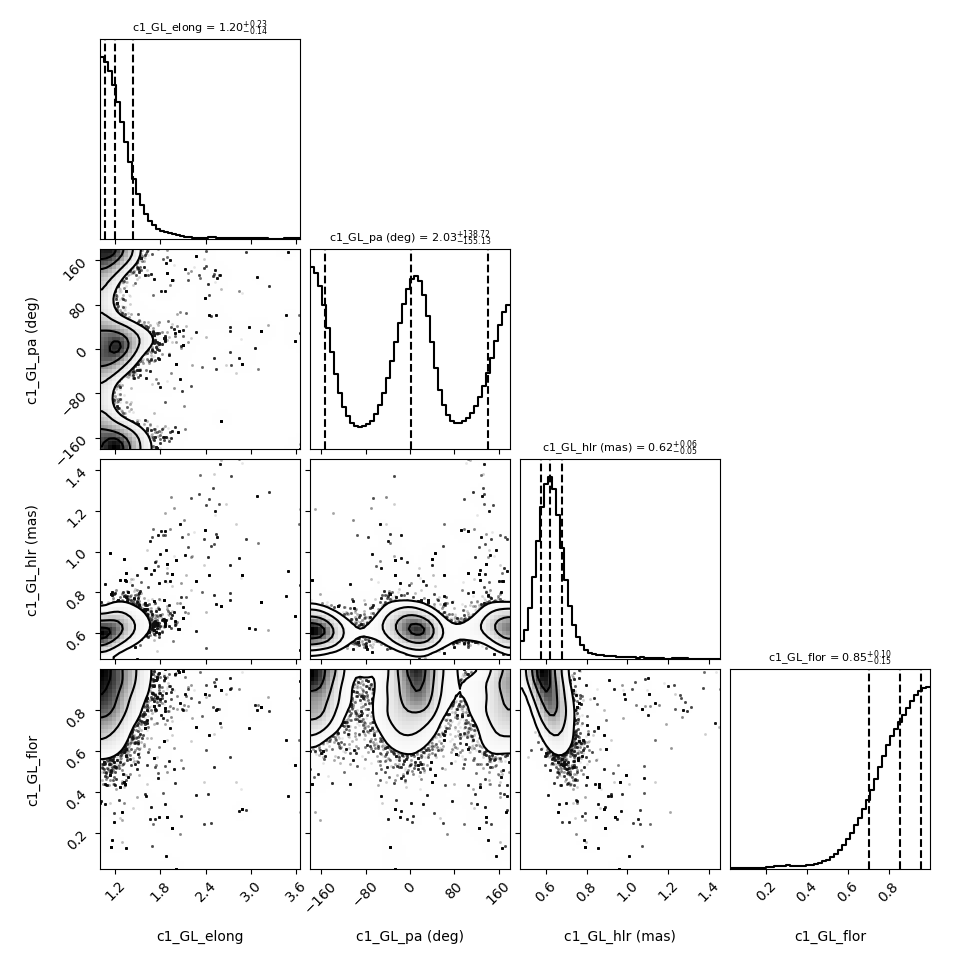 c1_GL_elong = 1.20+0.23−0.14
c1_GL_pa (deg) = 2.03+138.72−155.13
160
80
0
−80
−160
c1_GL_pa (deg)
c1_GL_hlr (mas) = 0.62+0.06−0.05
1.4
1.2
1.0
0.8
0.6
c1_GL_hlr (mas)
c1_GL_flor = 0.85+0.10−0.15
0.8
0.6
0.4
0.2
c1_GL_flor
1.2 1.8 2.4 3.0 3.6 −160 −80 0 80 160 0.6 0.8 1.0 1.2 1.4 0.2 0.4 0.6 0.8
c1_GL_elong c1_GL_pa (deg) c1_GL_hlr (mas) c1_GL_flor